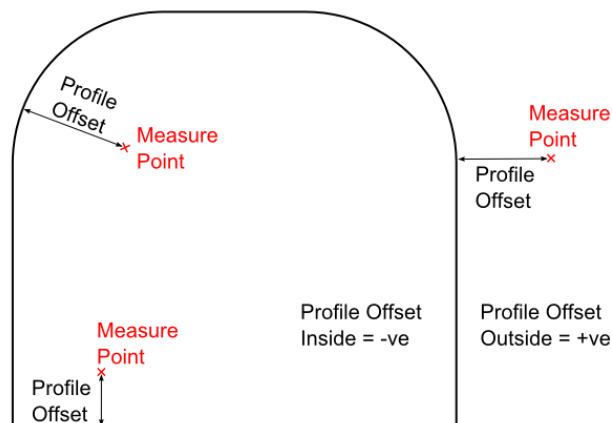 Profile
Offset
Measure
Point
Measure
Point
Profile
Offset
Profile Offset
Inside = -ve
Profile Offset
Outside = +ve
Measure
Point
Profile
Offset